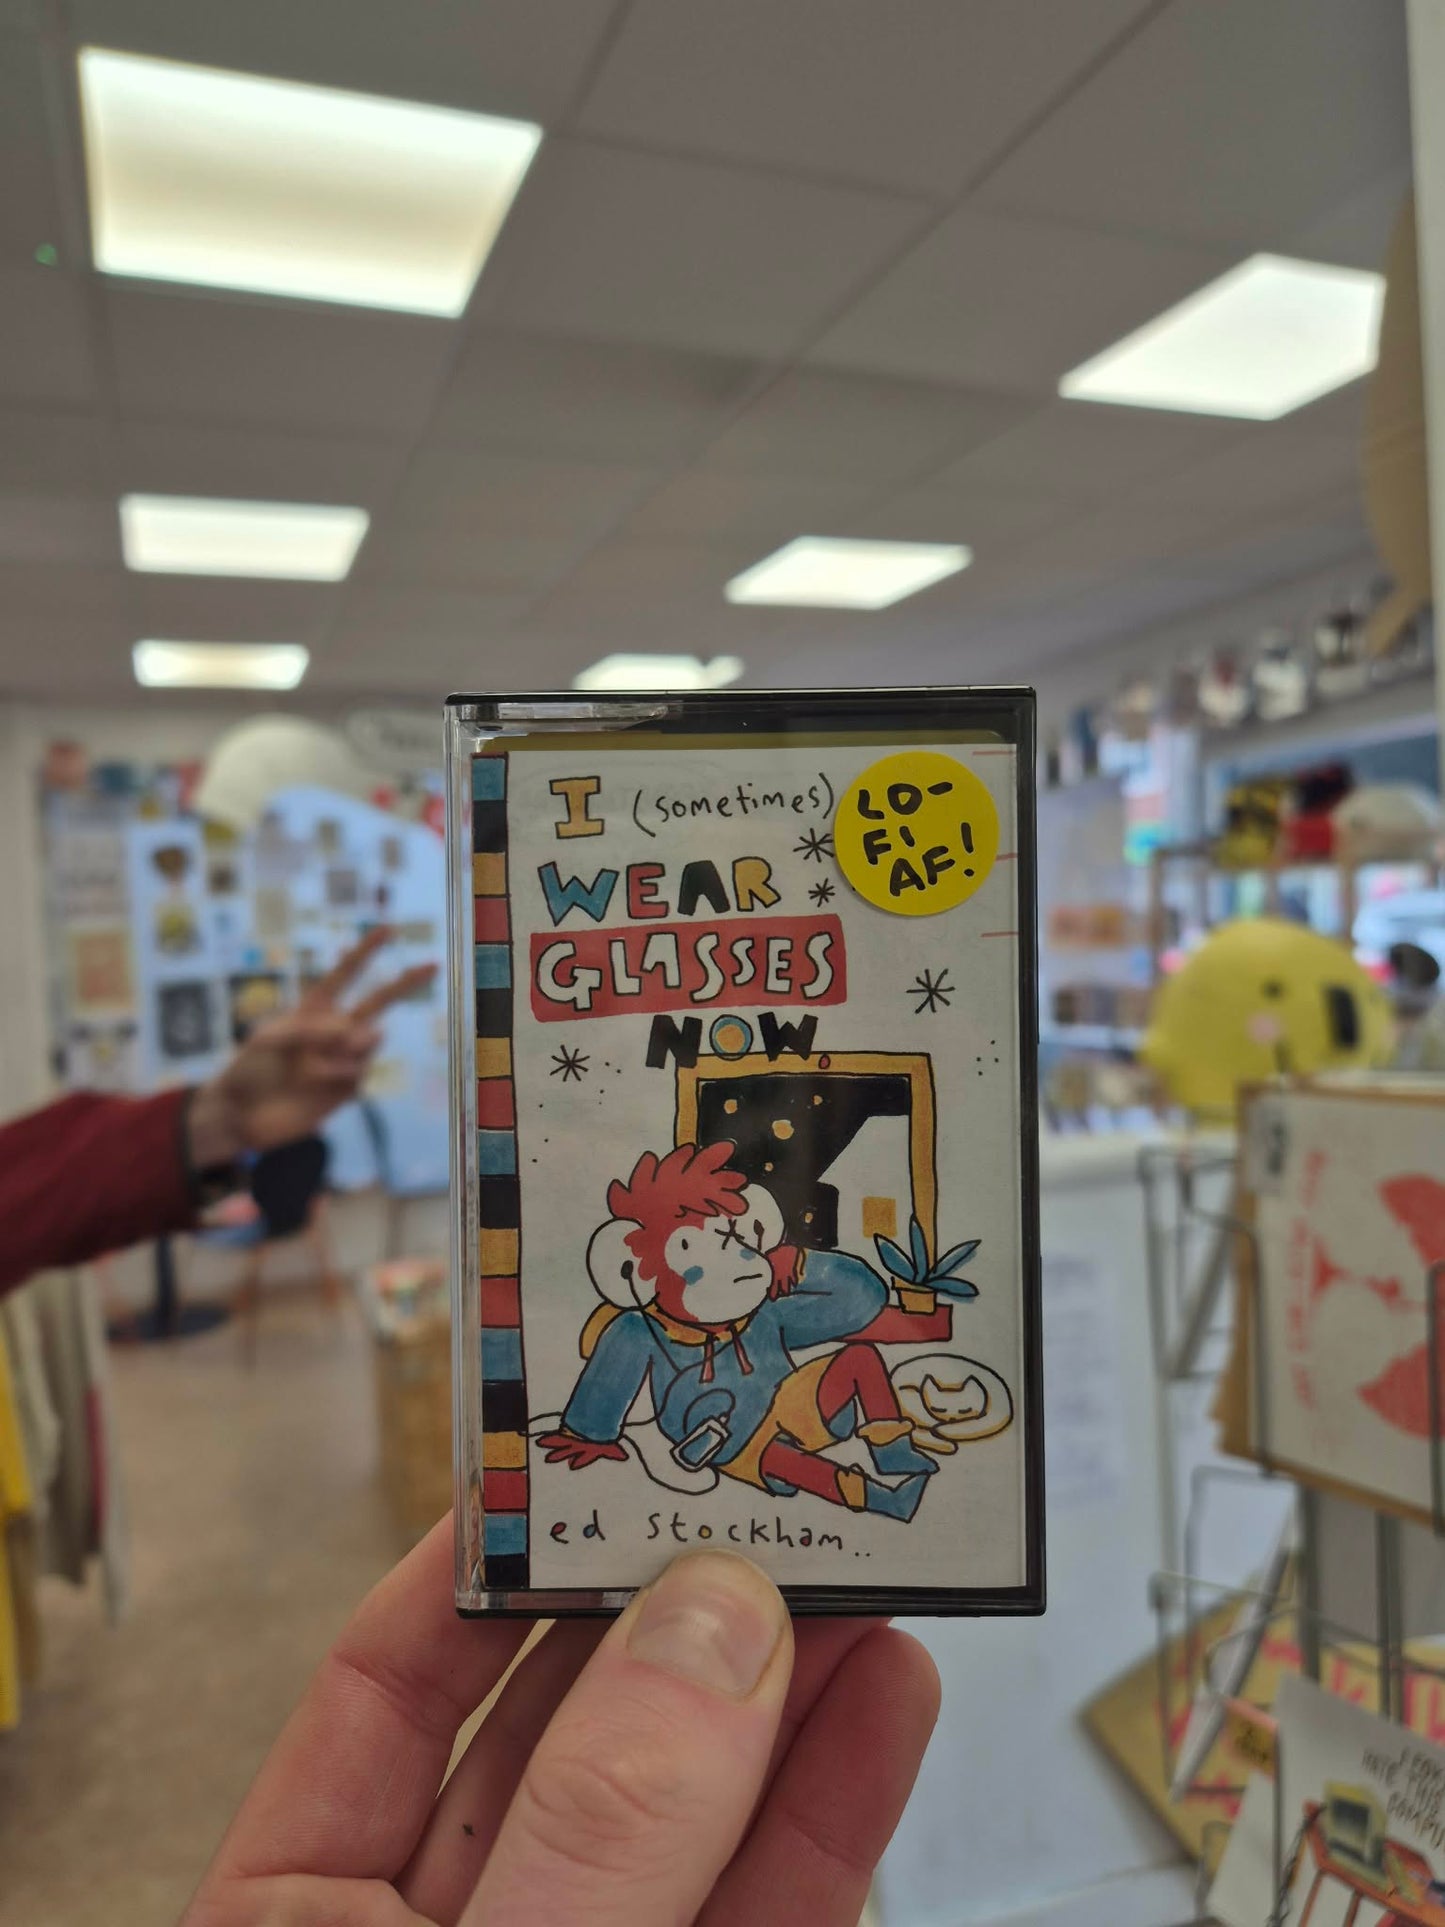 I (sometimes)
WEAR
GLASSES
NOW
LO-
FI
AF!
ed stockham..